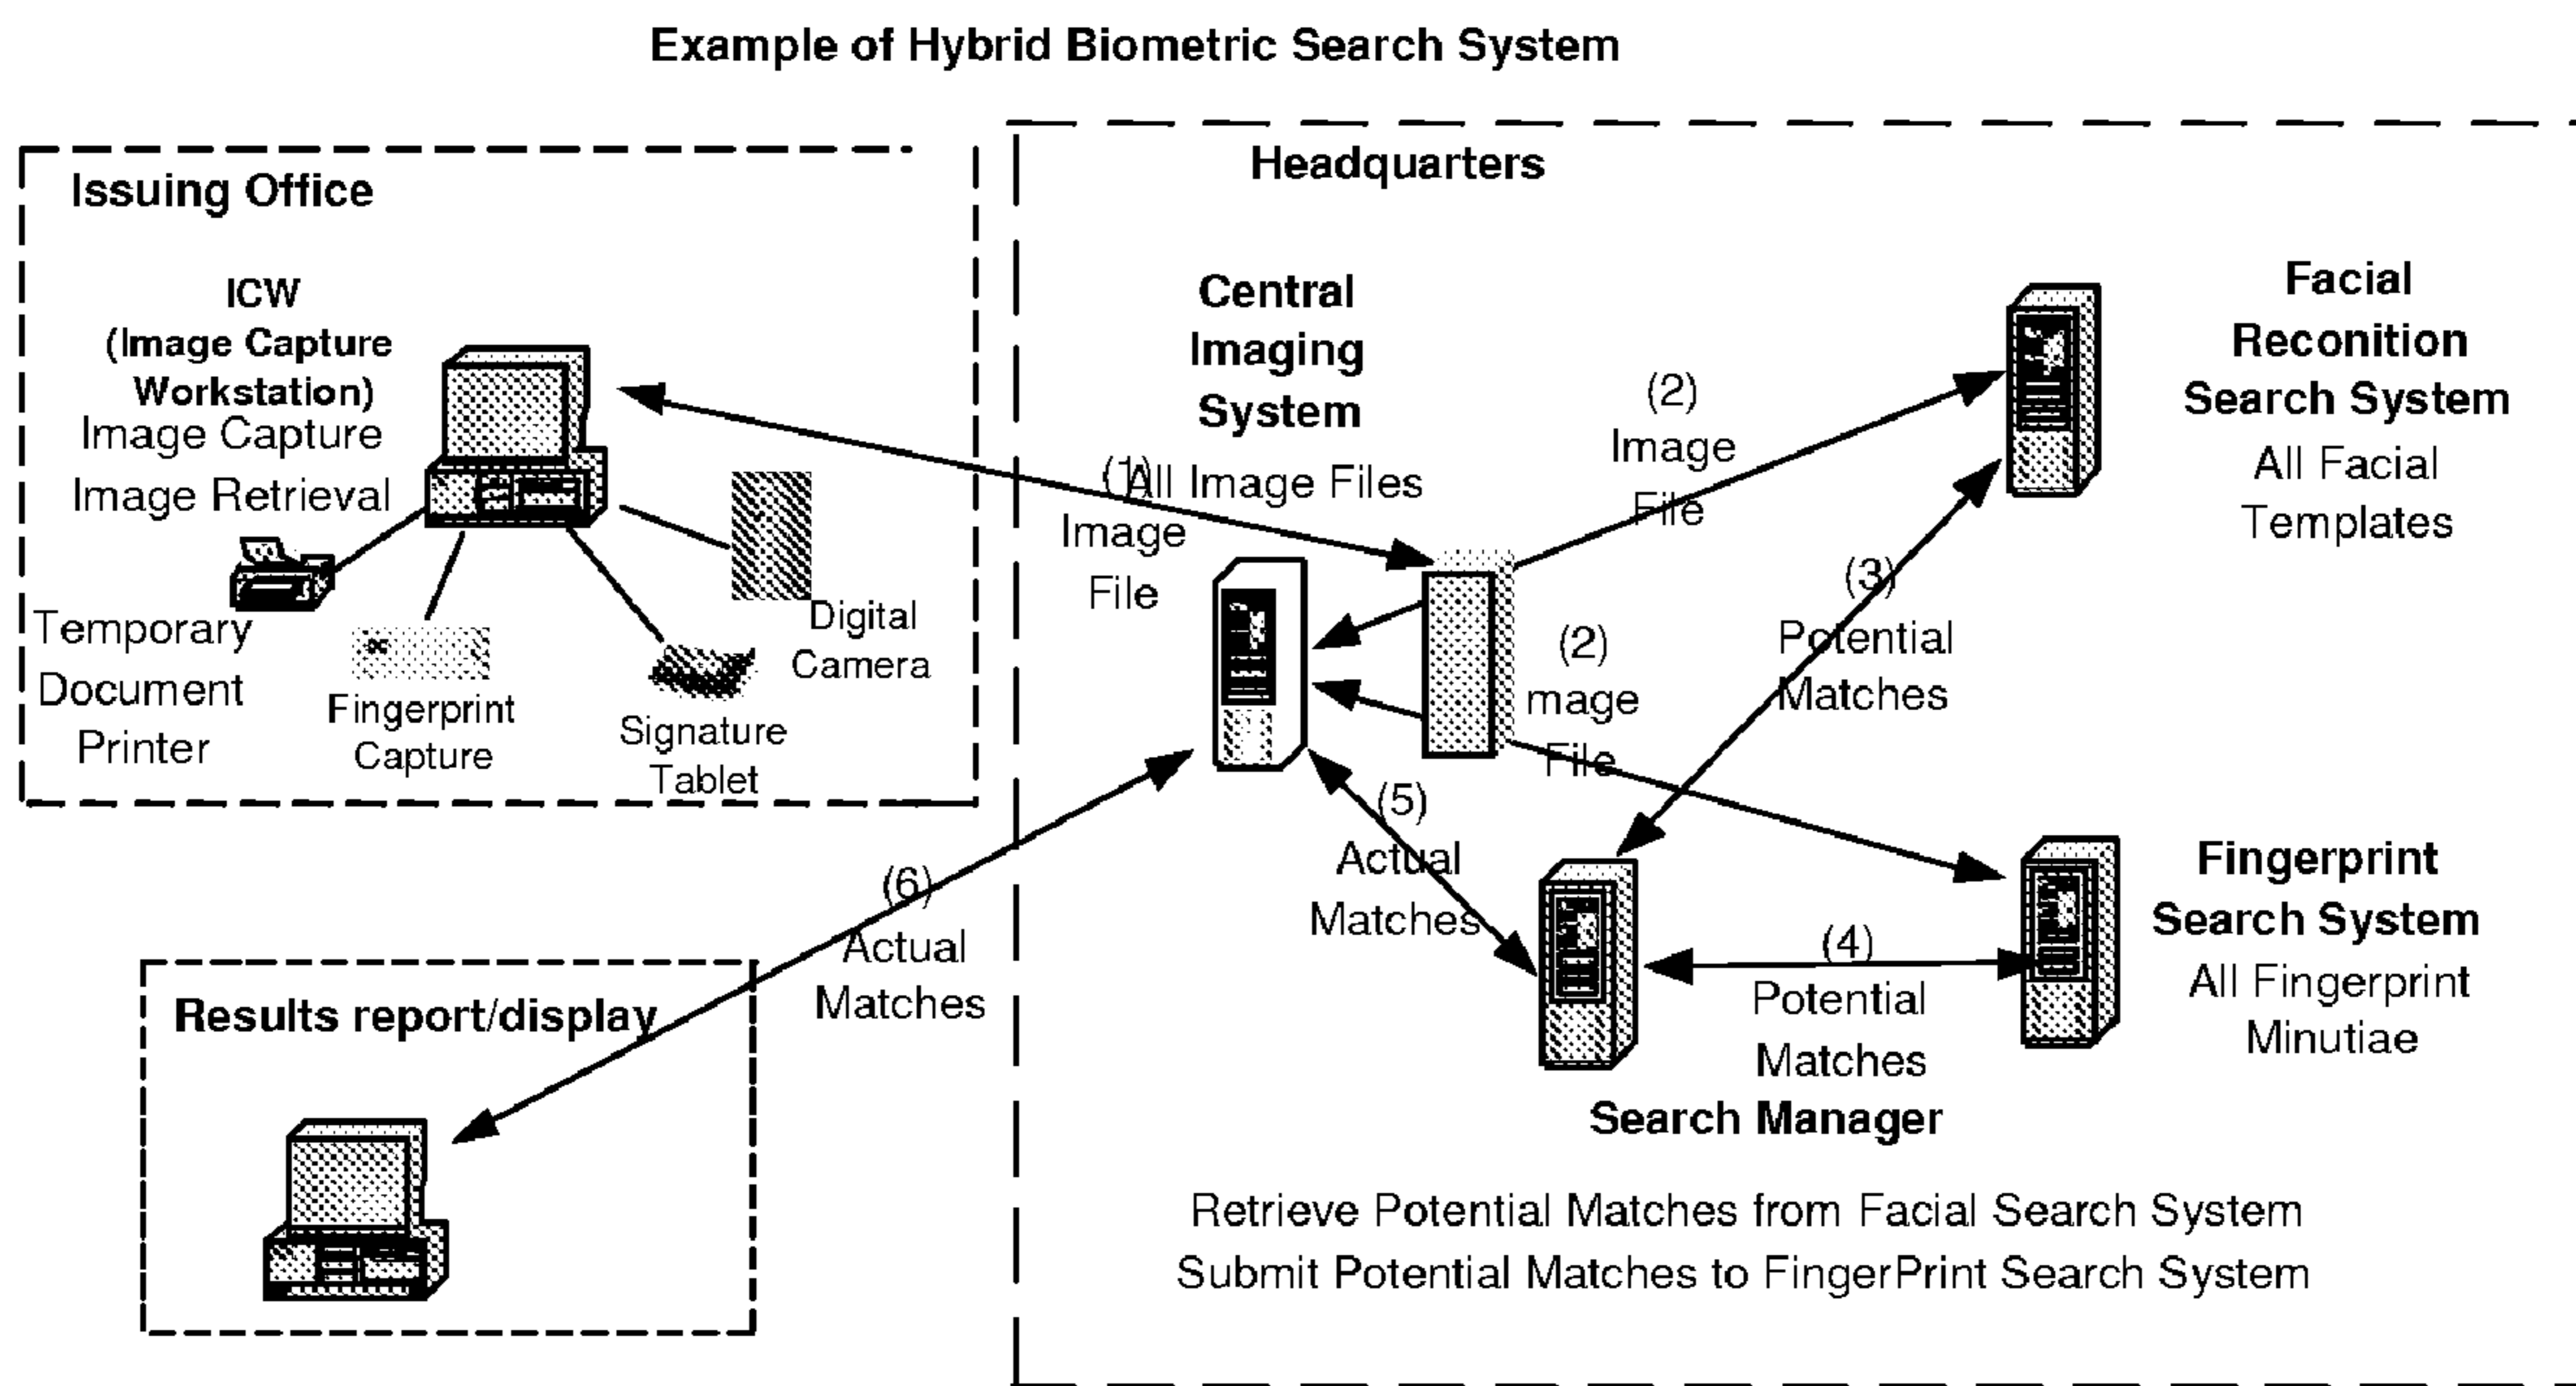 Example of Hybrid Biometric Search System
Issuing Office
ICW
(Image Capture
Workstation)
Image Capture
Image Retrieval
Temporary
Document
Printer
Fingerprint
Capture
Signature
Tablet
Digital
Camera
Headquarters
Central
Imaging
System
All Image Files
(1)
Image
File
(2)
Image
File
Facial
Reconition
Search System
All Facial
Templates
(3)
Potential
Matches
(2)
mage
File
(5)
Actual
Matches
(6)
Actual
Matches
(4)
Potential
Matches
Fingerprint
Search System
All Fingerprint
Minutiae
Results report/display
Search Manager
Retrieve Potential Matches from Facial Search System
Submit Potential Matches to FingerPrint Search System